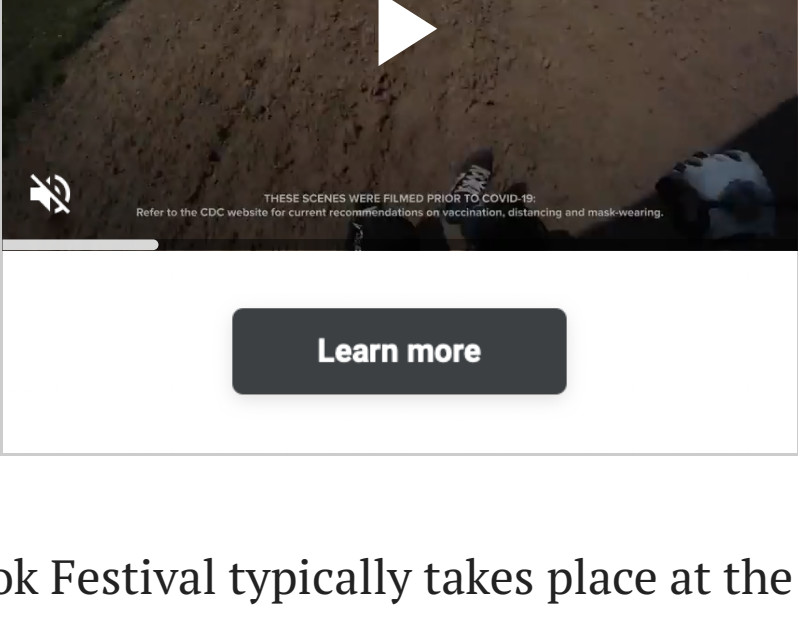 THESE SCENES WERE FILMED PRIOR TO COVID-19:
Refer to the CDC website for current recommendations on vaccination, distancing and mask-wearing.
Learn more
ok Festival typically takes place at the